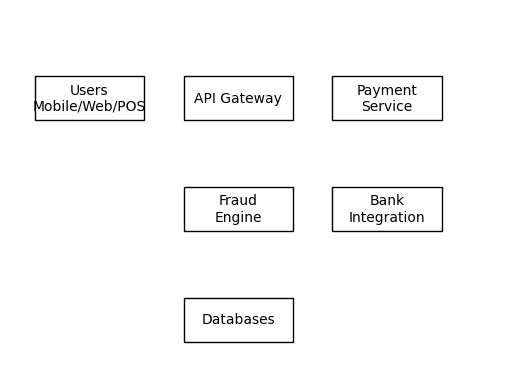 Users
Mobile/Web/POS
API Gateway
Payment
Service
Fraud
Engine
Bank
Integration
Databases